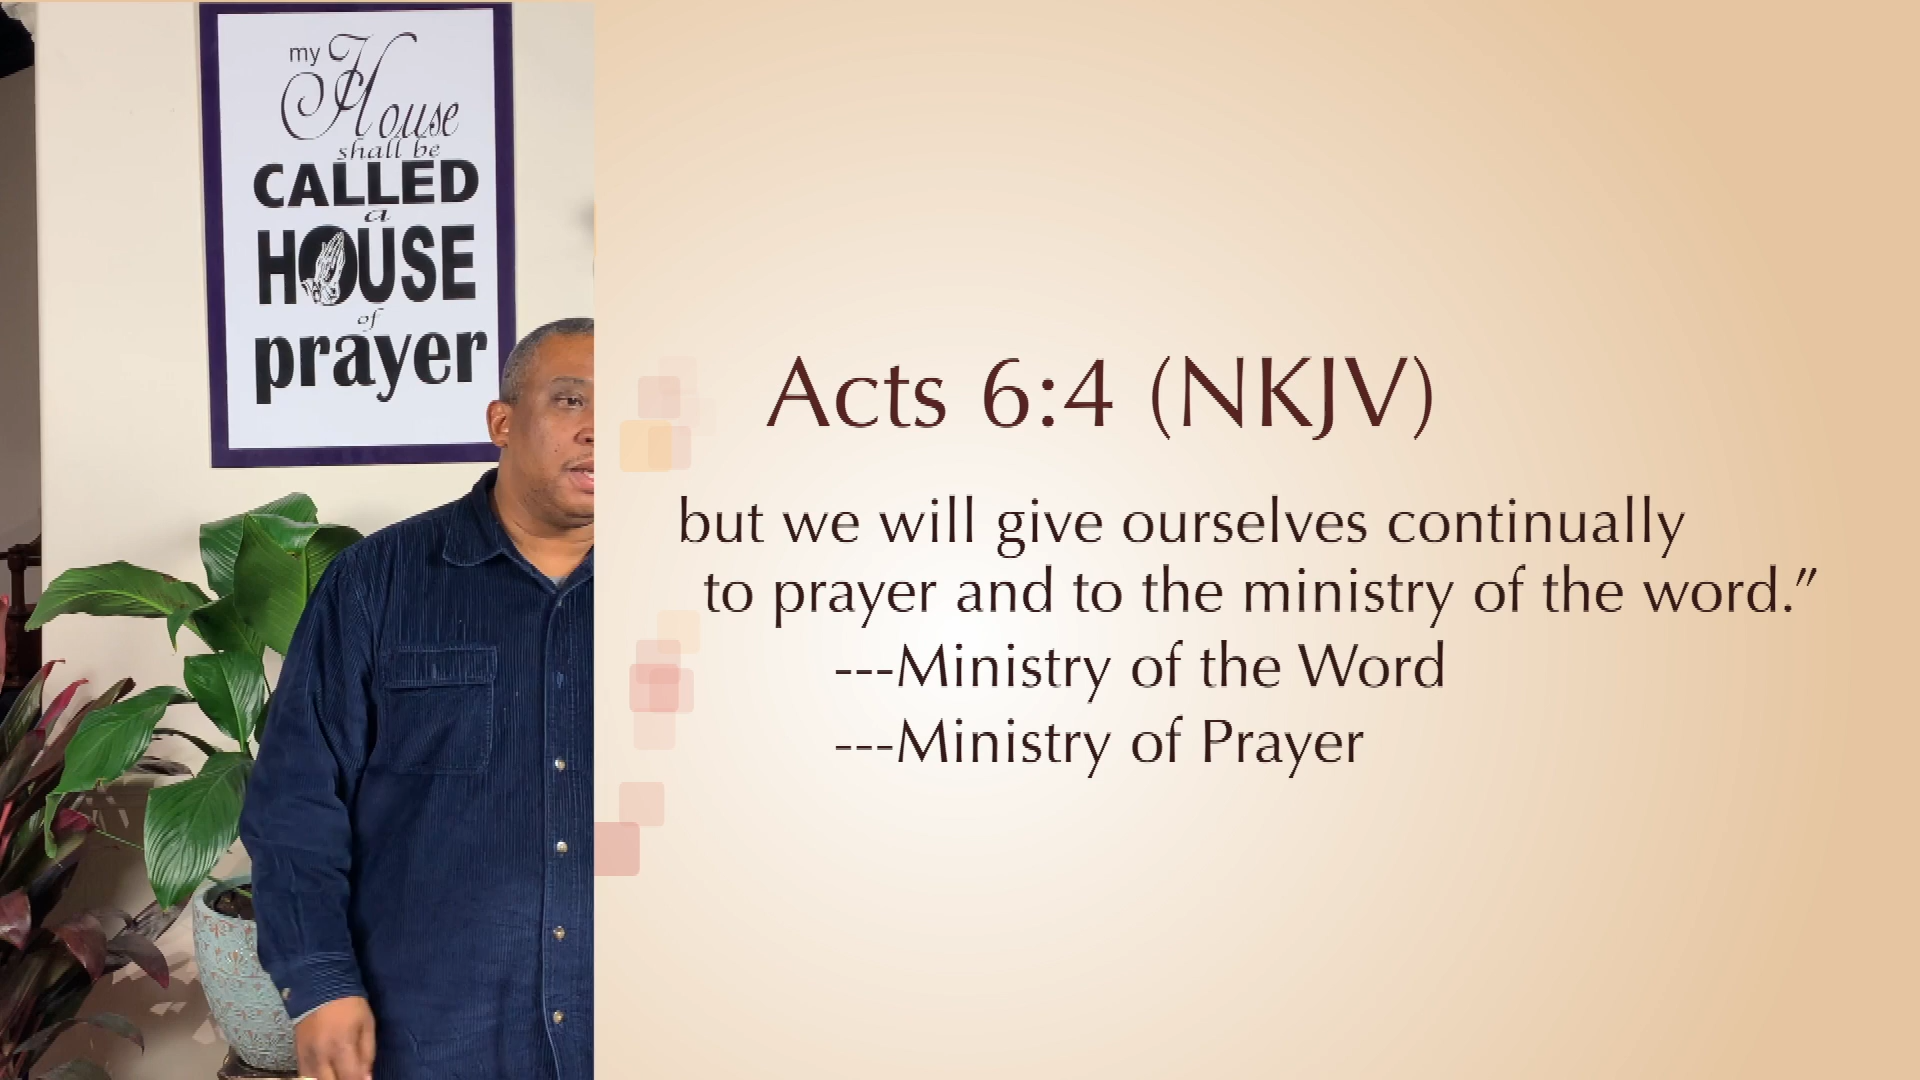 my
House
shall be
CALLED
a
HOUSE
of
prayer
Acts 6:4 (NKJV)
but we will give ourselves continually
to prayer and to the ministry of the word.”
---Ministry of the Word
---Ministry of Prayer